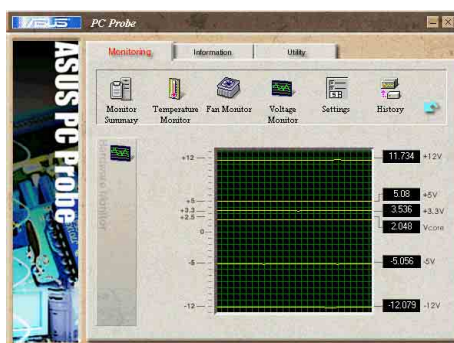 ASUS PC Probe
Monitoring Information Utility
Monitor Summary
Temperature Monitor
Fan Monitor
Voltage Monitor
Settings
History
ASUS PC Probe
Hardware Monitor
+12
+5
+3.3
+2.5
0
-5
-12
11.734 +12V
5.08 +5V
3.536 +3.3V
2.048 Vcore
-5.056 -5V
-12.079 -12V